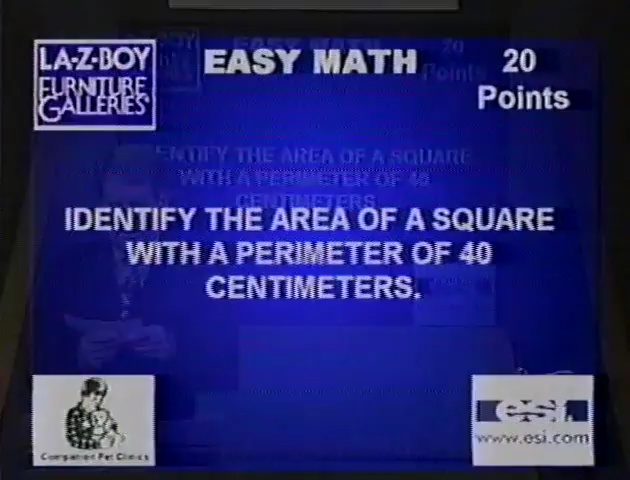 LA-Z-BOY
FURNITURE
GALLERIES®
EASY MATH
20
Points
IDENTIFY THE AREA OF A SQUARE
WITH A PERIMETER OF 40
CENTIMETERS.
Companion Pet Clinics
esi
www.esi.com